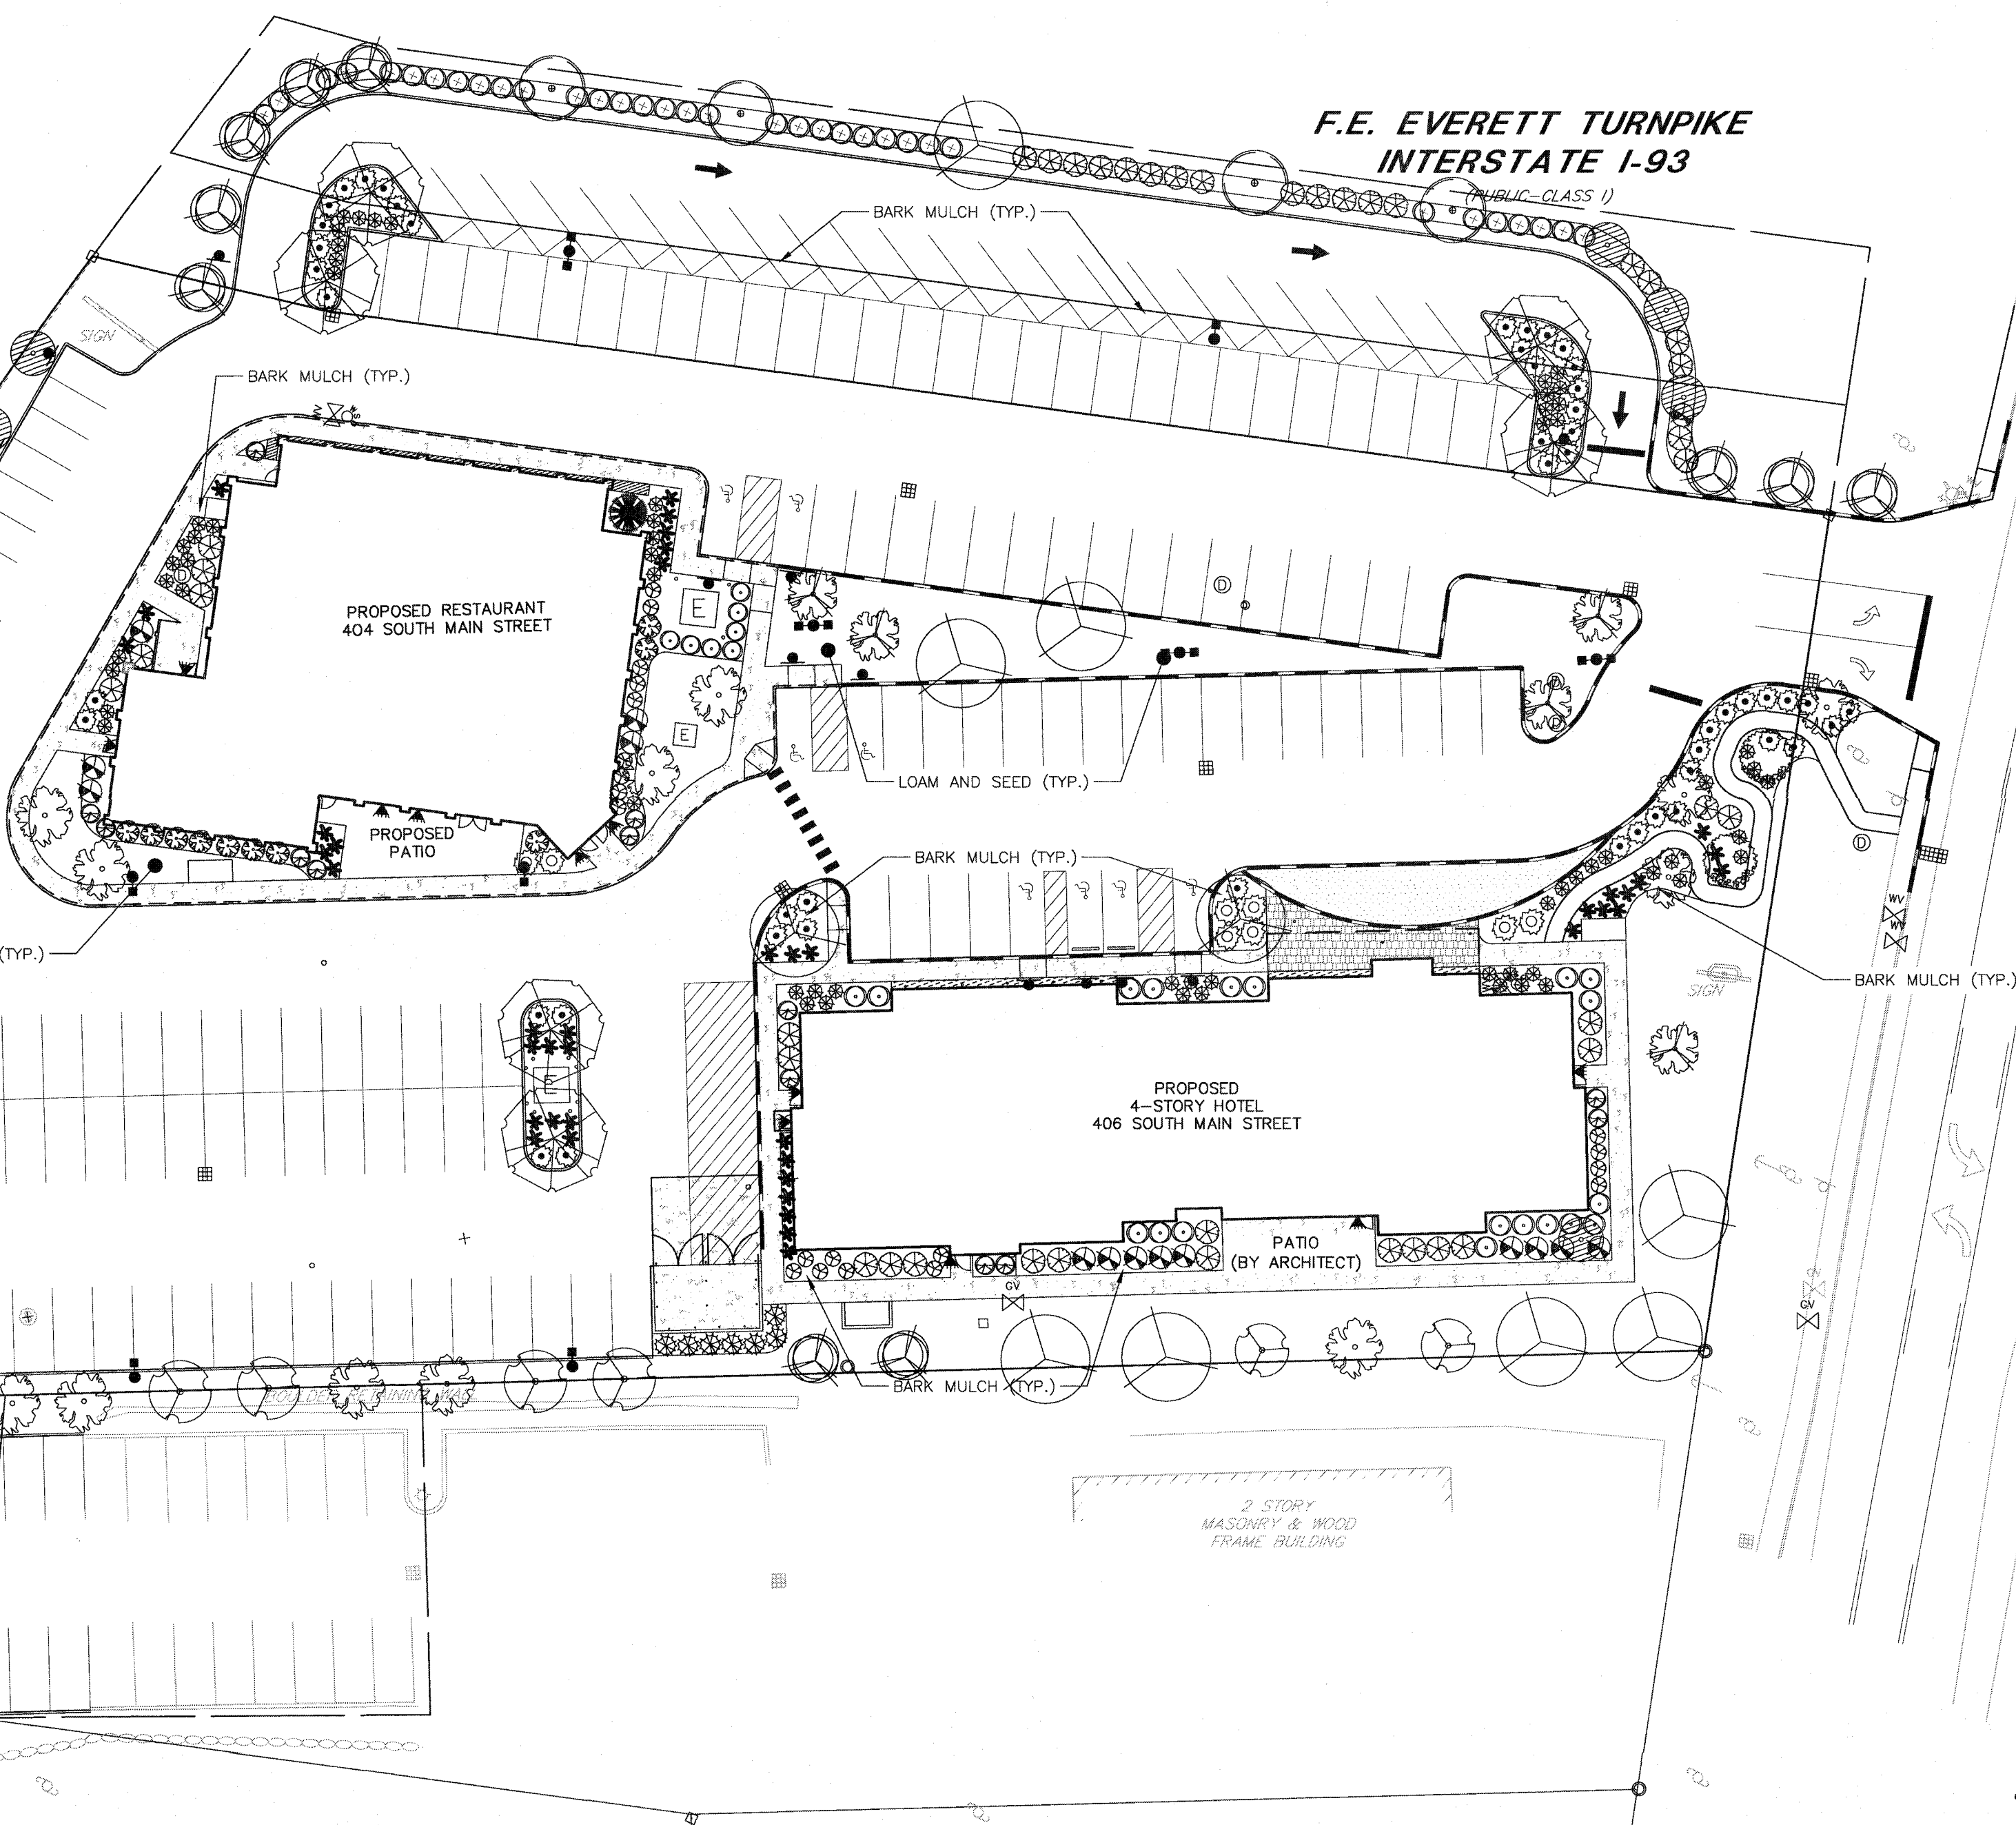 F.E. EVERETT TURNPIKE
INTERSTATE I-93
(PUBLIC-CLASS I)
BARK MULCH (TYP.)
SIGN
BARK MULCH (TYP.)
PROPOSED RESTAURANT
404 SOUTH MAIN STREET
E
E
D
D
D
LOAM AND SEED (TYP.)
PROPOSED
PATIO
BARK MULCH (TYP.)
D
WV
WV
(TYP.)
BARK MULCH (TYP.)
SIGN
E
PROPOSED
4-STORY HOTEL
406 SOUTH MAIN STREET
PATIO
(BY ARCHITECT)
GV
GV
BARK MULCH (TYP.)
BOULDER RETAINING WALL
2 STORY
MASONRY & WOOD
FRAME BUILDING